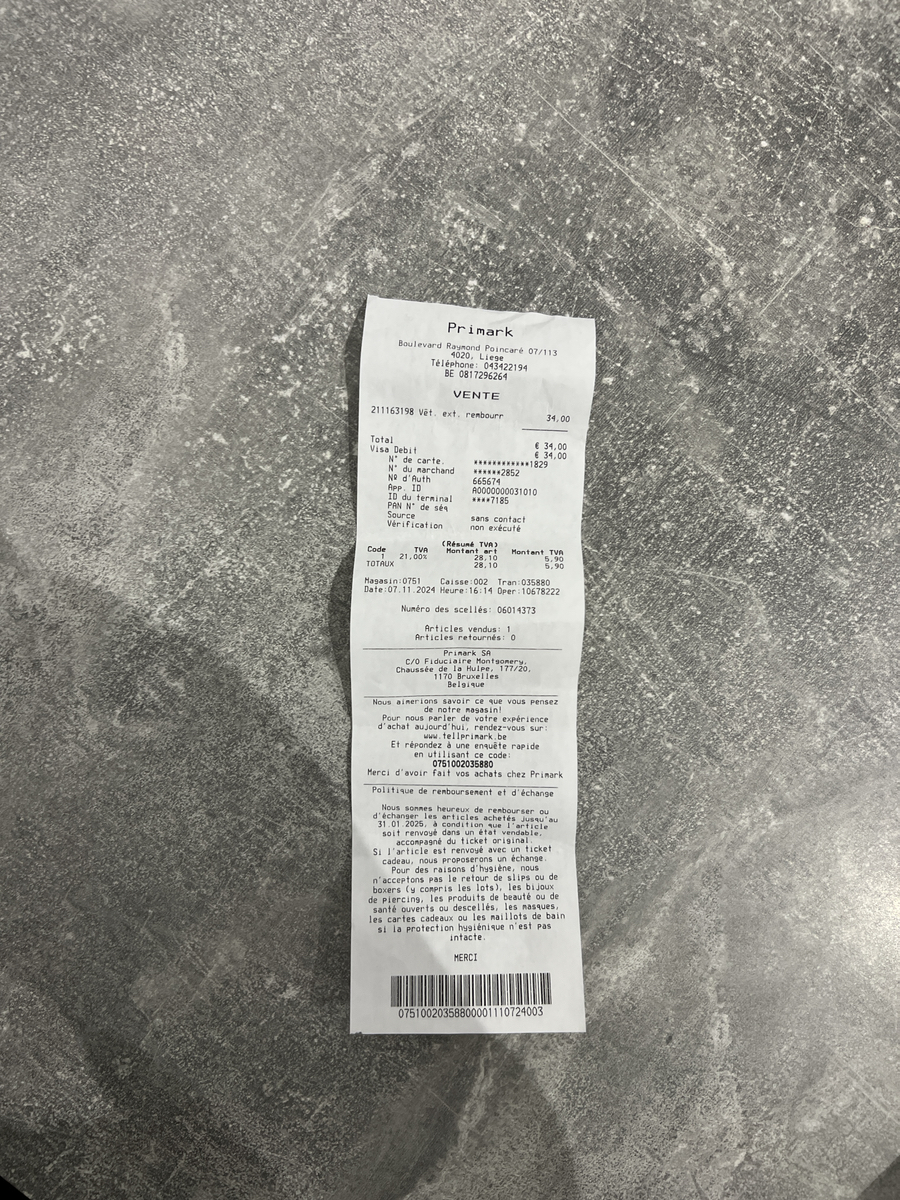 Primark
Boulevard Raymond Poincaré 07/113
4020, Liege
Téléphone: 043422194
BE 0817296264
VENTE
211163198 Vêt. ext. rembourr 34,00
Total € 34,00
Visa Debit € 34,00
N° de carte. ************1829
N° du marchand ******2852
Nº d'Auth 665674
App. ID A0000000031010
ID du terminal ****7185
PAN N° de séq
Source sans contact
Vérification non exécuté
(Résumé TVA)
Code TVA Montant art Montant TVA
1 21,00% 28,10 5,90
TOTAUX 28,10 5,90
Magasin:0751 Caisse:002 Tran:035880
Date:07.11.2024 Heure:16:14 Oper:10678222
Numéro des scellés: 06014373
Articles vendus: 1
Articles retournés: 0
Primark SA
C/O Fiduciaire Montgomery,
Chaussée de la Hulpe, 177/20,
1170 Bruxelles
Belgique
Nous aimerions savoir ce que vous pensez
de notre magasin!
Pour nous parler de votre expérience
d'achat aujourd'hui, rendez-vous sur:
www.tellprimark.be
Et répondez à une enquête rapide
en utilisant ce code:
0751002035880
Merci d'avoir fait vos achats chez Primark
Politique de remboursement et d'échange
Nous sommes heureux de rembourser ou
d'échanger les articles achetés jusqu'au
31.01.2025, à condition que l'article
soit renvoyé dans un état vendable,
accompagné du ticket original.
Si l'article est renvoyé avec un ticket
cadeau, nous proposerons un échange.
Pour des raisons d'hygiène, nous
n'acceptons pas le retour de slips ou de
boxers (y compris les lots), les bijoux
de piercing, les produits de beauté ou de
santé ouverts ou descellés, les masques,
les cartes cadeaux ou les maillots de bain
si la protection hygiénique n'est pas
intacte.
MERCI
07510020358800001110724003